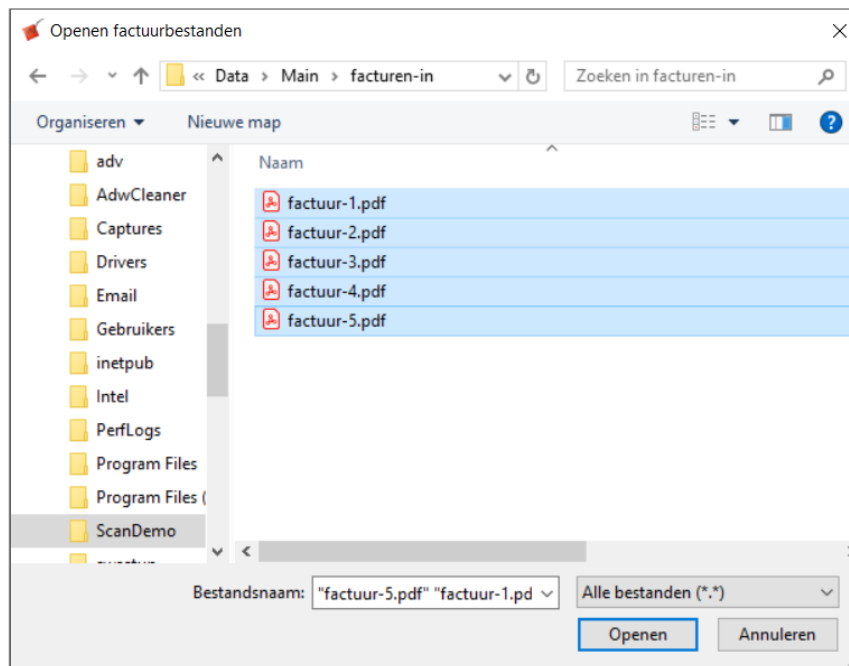 Openen factuurbestanden
« Data > Main > facturen-in
Zoeken in facturen-in
Organiseren
Nieuwe map
?
adv
AdwCleaner
Captures
Drivers
Email
Gebruikers
inetpub
Intel
PerfLogs
Program Files
Program Files (
ScanDemo
Naam
factuur-1.pdf
factuur-2.pdf
factuur-3.pdf
factuur-4.pdf
factuur-5.pdf
Bestandsnaam:
"factuur-5.pdf" "factuur-1.pd
Alle bestanden (*.*)
Openen
Annuleren